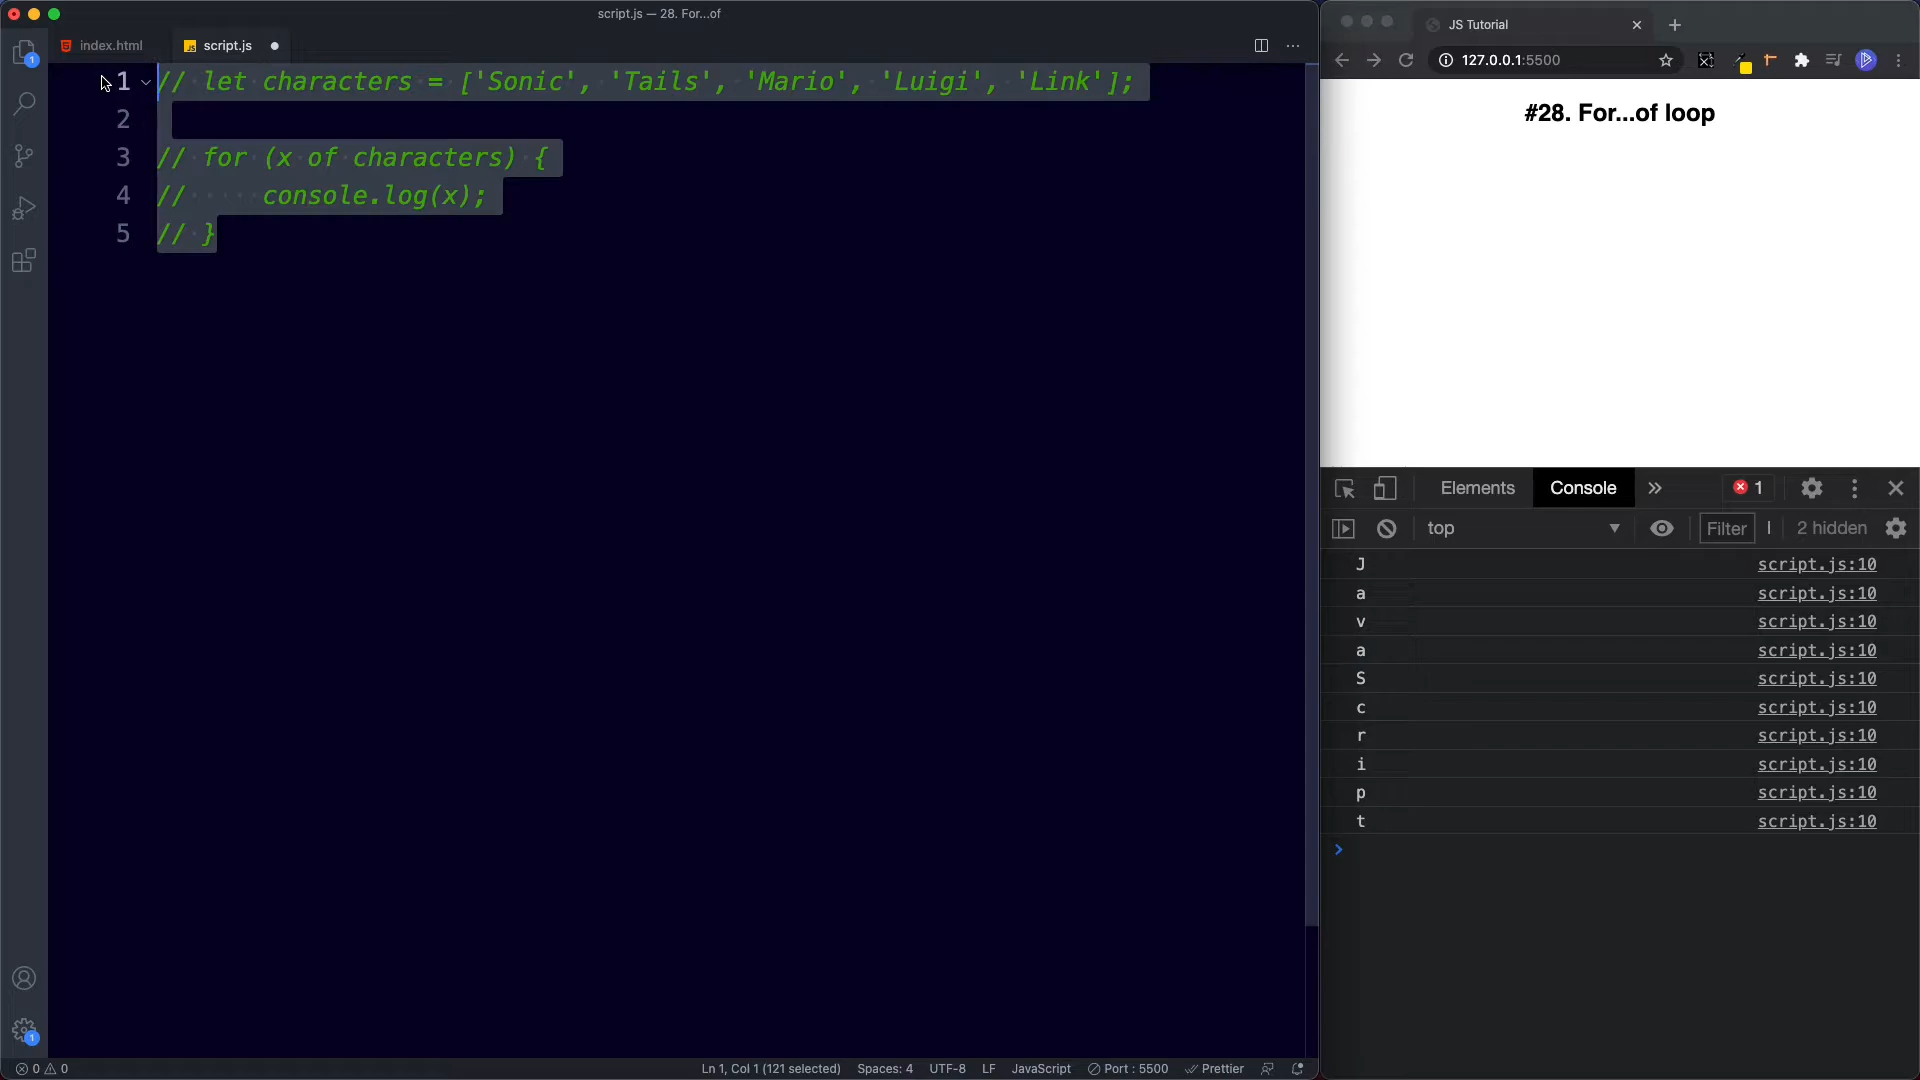 script.js — 28. For...of
index.html
script.js
1 // let characters = ['Sonic', 'Tails', 'Mario', 'Luigi', 'Link'];
2
3 // for (x of characters) {
4 // console.log(x);
5 // }
Ln 1, Col 1 (121 selected) Spaces: 4 UTF-8 LF JavaScript Port : 5500 Prettier
0 0
1
1
JS Tutorial
127.0.0.1:5500
#28. For...of loop
Elements Console 1
top Filter 2 hidden
J script.js:10
a script.js:10
v script.js:10
a script.js:10
S script.js:10
c script.js:10
r script.js:10
i script.js:10
p script.js:10
t script.js:10